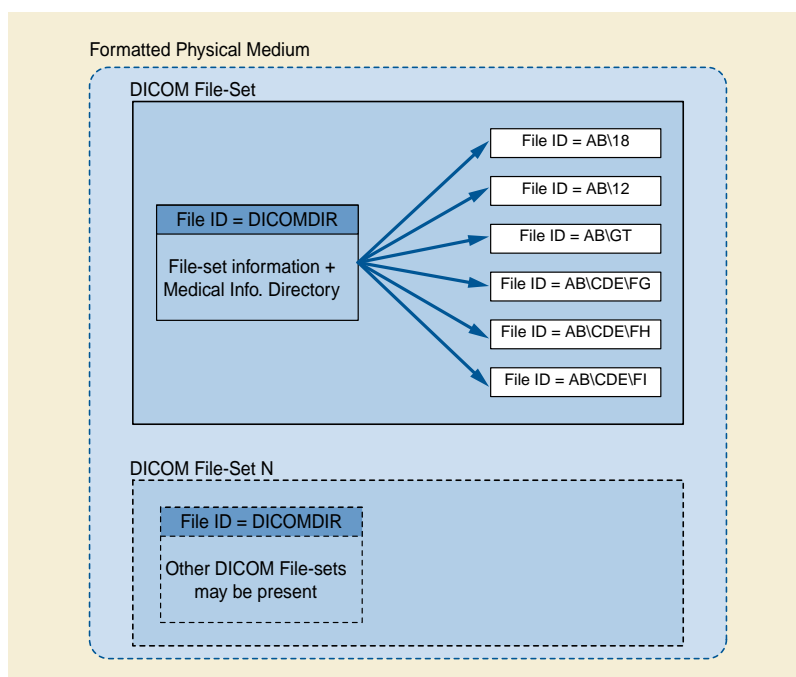 Formatted Physical Medium
DICOM File-Set
File ID = AB\18
File ID = AB\12
File ID = DICOMDIR
File ID = AB\GT
File-set information +
Medical Info. Directory
File ID = AB\CDE\FG
File ID = AB\CDE\FH
File ID = AB\CDE\FI
DICOM File-Set N
File ID = DICOMDIR
Other DICOM File-sets
may be present